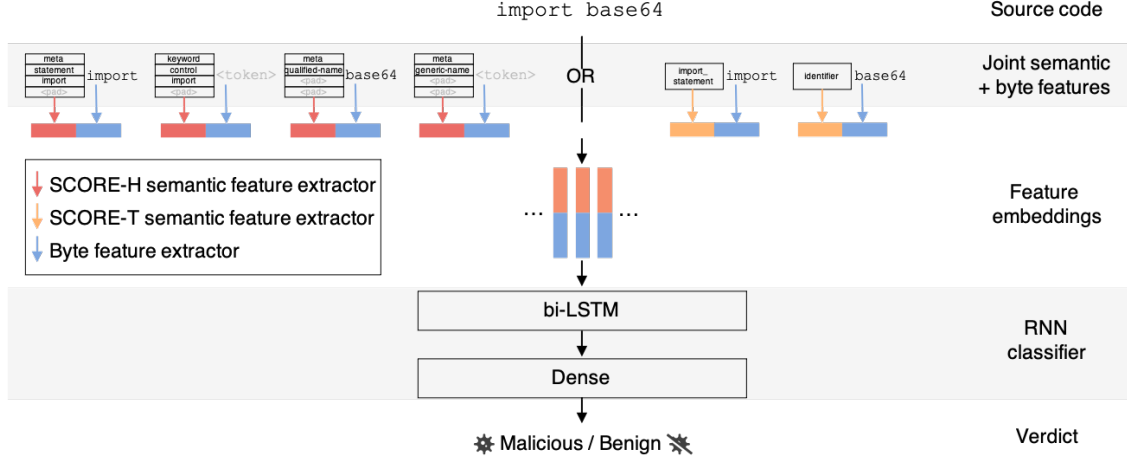 import base64
Source code
meta
statement
import
<pad>
import
keyword
control
import
<pad>
<token>
meta
qualified-name
<pad>
<pad>
base64
meta
generic-name
<pad>
<pad>
<token>
OR
import_
statement
import
identifier
base64
Joint semantic
+ byte features
SCORE-H semantic feature extractor
SCORE-T semantic feature extractor
Byte feature extractor
... ...
Feature
embeddings
bi-LSTM
Dense
RNN
classifier
Malicious / Benign
Verdict